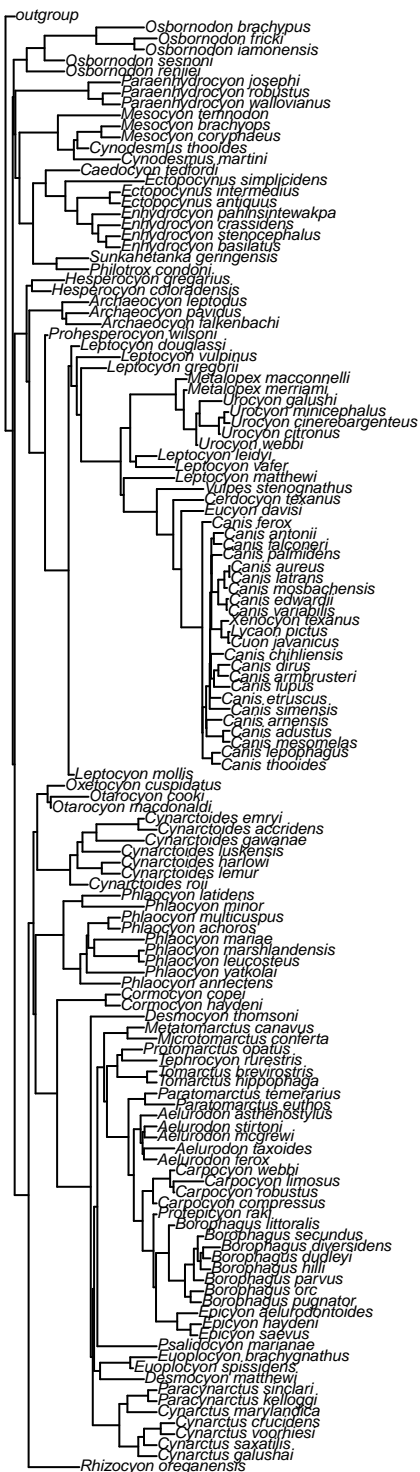 outgroup
Osbornodon brachypus
Osbornodon fricki
Osbornodon iamonensis
Osbornodon sesnoni
Osbornodon renjiei
Paraenhydrocyon josephi
Paraenhydrocyon robustus
Paraenhydrocyon wallovianus
Mesocyon temnodon
Mesocyon brachyops
Mesocyon coryphaeus
Cynodesmus thooides
Cynodesmus martini
Caedocyon tedfordi
Ectopocynus simplicidens
Ectopocynus intermedius
Ectopocynus antiquus
Enhydrocyon pahinsintewakpa
Enhydrocyon crassidens
Enhydrocyon stenocephalus
Enhydrocyon basilatus
Sunkahetanka geringensis
Philotrox condoni
Hesperocyon gregarius
Hesperocyon coloradensis
Archaeocyon leptodus
Archaeocyon pavidus
Archaeocyon falkenbachi
Prohesperocyon wilsoni
Leptocyon douglassi
Leptocyon vulpinus
Leptocyon gregorii
Metalopex macconnelli
Metalopex merriami
Urocyon galushi
Urocyon minicephalus
Urocyon cinereoargenteus
Urocyon citronus
Urocyon webbi
Leptocyon leidyi
Leptocyon vafer
Leptocyon matthewi
Vulpes stenognathus
Cerdocyon texanus
Eucyon davisi
Canis ferox
Canis antonii
Canis falconeri
Canis palmidens
Canis aureus
Canis latrans
Canis mosbachensis
Canis edwardii
Canis variabilis
Xenocyon texanus
Lycaon pictus
Cuon javanicus
Canis chihliensis
Canis dirus
Canis armbrusteri
Canis lupus
Canis etruscus
Canis simensis
Canis arnensis
Canis adustus
Canis mesomelas
Canis lepophagus
Canis thooides
Leptocyon mollis
Oxetocyon cuspidatus
Otarocyon cooki
Otarocyon macdonaldi
Cynarctoides emryi
Cynarctoides accridens
Cynarctoides gawanae
Cynarctoides luskensis
Cynarctoides harlowi
Cynarctoides lemur
Cynarctoides roii
Phlaocyon latidens
Phlaocyon minor
Phlaocyon multicuspus
Phlaocyon achoros
Phlaocyon mariae
Phlaocyon marshlandensis
Phlaocyon leucosteus
Phlaocyon yatkolai
Phlaocyon annectens
Cormocyon copei
Cormocyon haydeni
Desmocyon thomsoni
Metatomarctus canavus
Microtomarctus conferta
Protomarctus opatus
Tephrocyon rurestris
Tomarctus brevirostris
Tomarctus hippophaga
Paratomarctus temerarius
Paratomarctus euthos
Aelurodon asthenostylus
Aelurodon stirtoni
Aelurodon mcgrewi
Aelurodon taxoides
Aelurodon ferox
Carpocyon webbi
Carpocyon limosus
Carpocyon robustus
Carpocyon compressus
Protepicyon raki
Borophagus littoralis
Borophagus secundus
Borophagus diversidens
Borophagus dudleyi
Borophagus hilli
Borophagus parvus
Borophagus orc
Borophagus pugnator
Epicyon aelurodontoides
Epicyon haydeni
Epicyon saevus
Psalidocyon marianae
Euoplocyon brachygnathus
Euoplocyon spissidens
Desmocyon matthewi
Paracynarctus sinclari
Paracynarctus kelloggi
Cynarctus marylandica
Cynarctus crucidens
Cynarctus voorhiesi
Cynarctus saxatilis
Cynarctus galushai
Rhizocyon oreganensis